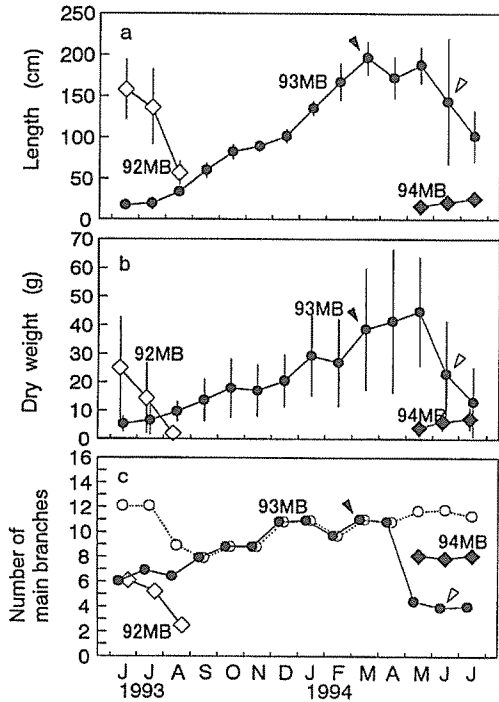 a
Length (cm)
250
200
150
100
50
0
93MB
92MB
94MB
b
Dry weight (g)
70
60
50
40
30
20
10
0
93MB
92MB
94MB
c
Number of
main branches
16
14
12
10
8
6
4
2
0
93MB
94MB
92MB
J J A S O N D J F M A M J J
1993 1994